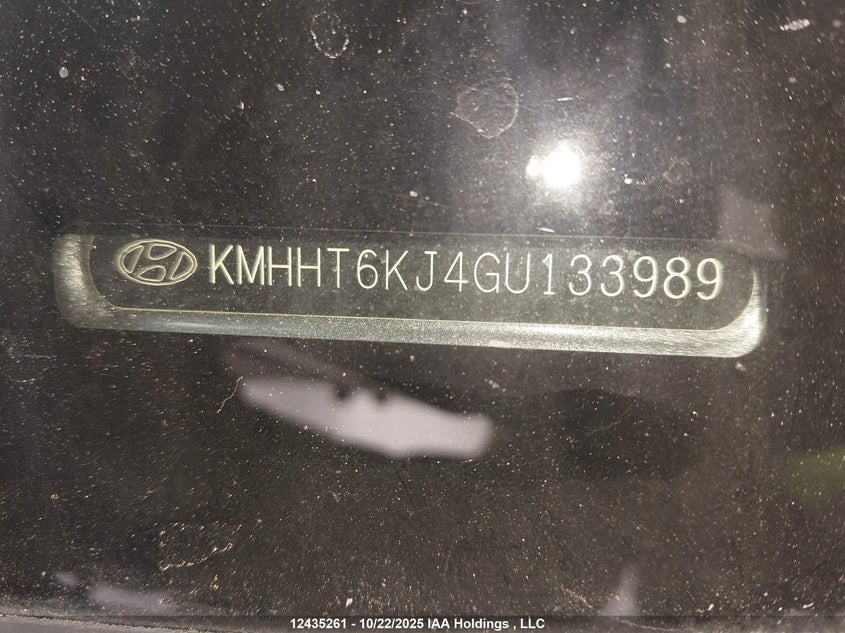 KMHHT6KJ4GU133989
12435261 - 10/22/2025 IAA Holdings , LLC